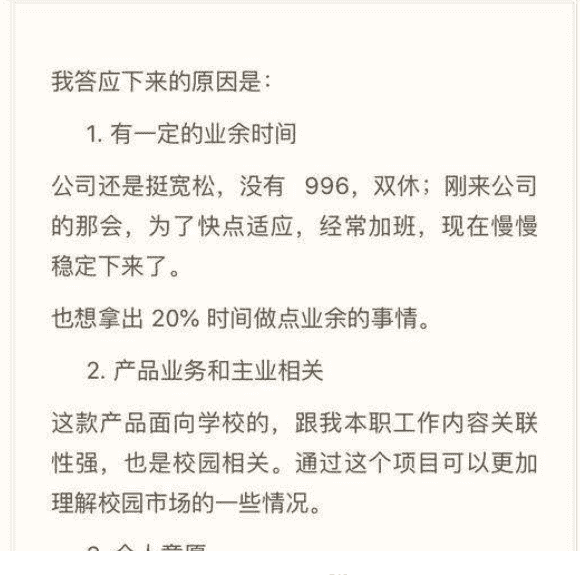 我答应下来的原因是：
1. 有一定的业余时间
公司还是挺宽松，没有 996，双休；刚来公司
的那会，为了快点适应，经常加班，现在慢慢
稳定下来了。
也想拿出 20% 时间做点业余的事情。
2. 产品业务和主业相关
这款产品面向学校的，跟我本职工作内容关联
性强，也是校园相关。通过这个项目可以更加
理解校园市场的一些情况。